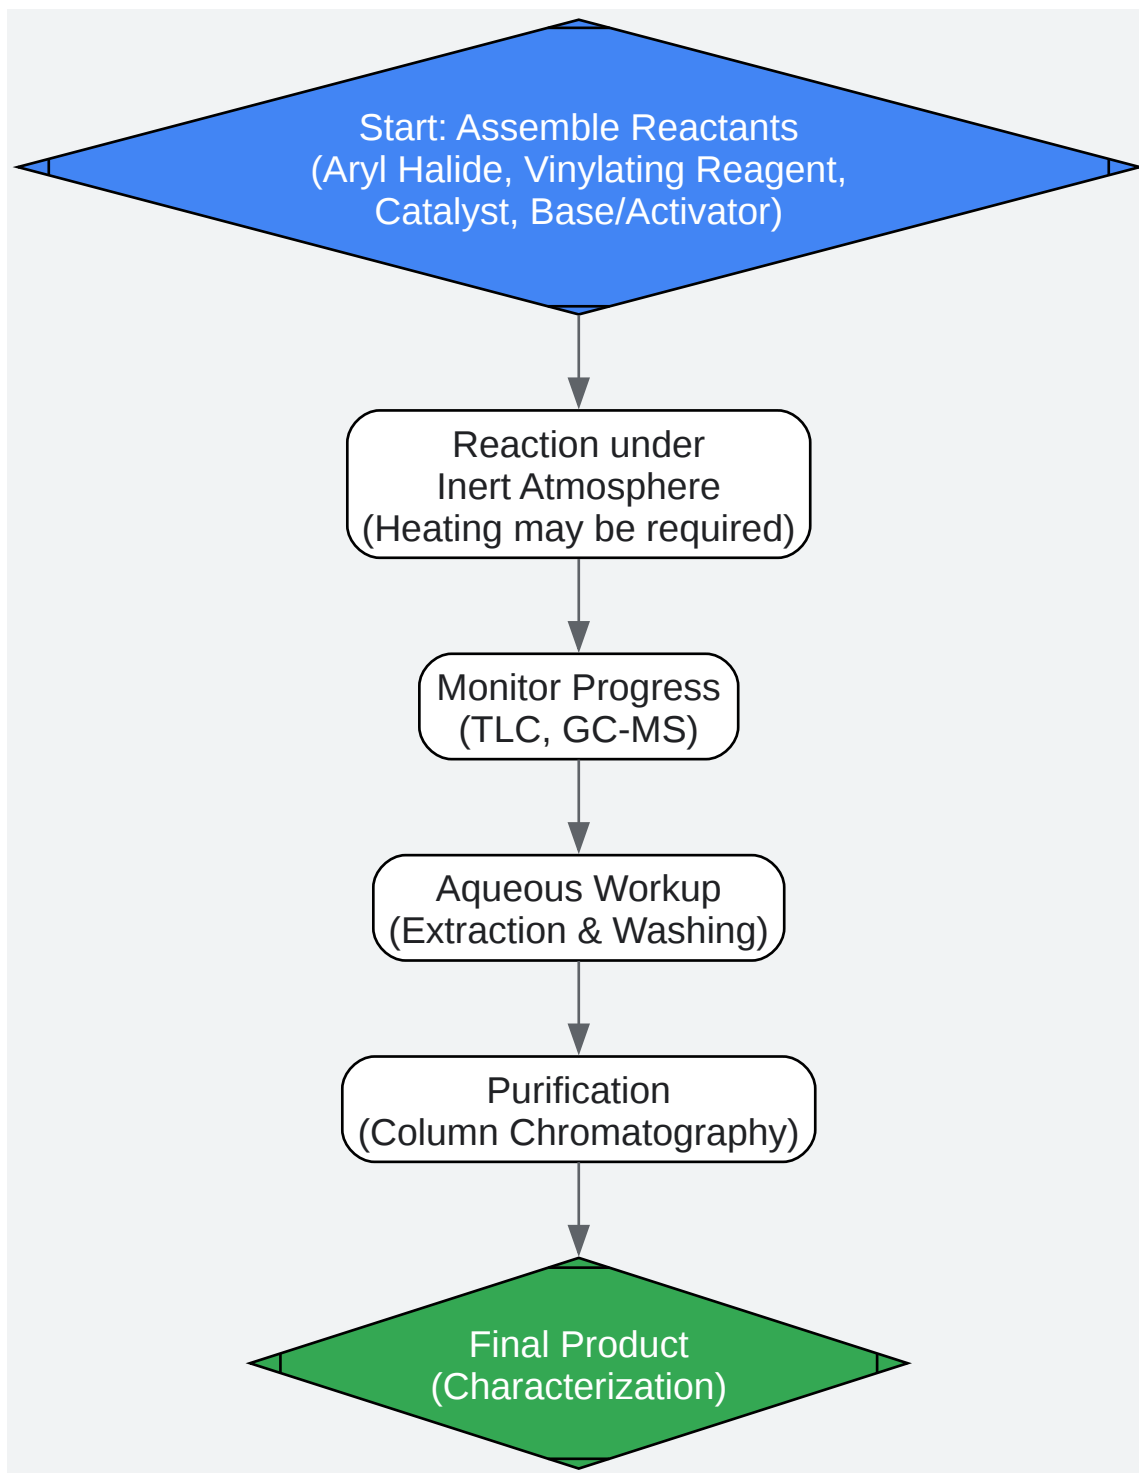 Start: Assemble Reactants
(Aryl Halide, Vinylating Reagent,
Catalyst, Base/Activator)
Reaction under
Inert Atmosphere
(Heating may be required)
Monitor Progress
(TLC, GC-MS)
Aqueous Workup
(Extraction & Washing)
Purification
(Column Chromatography)
Final Product
(Characterization)